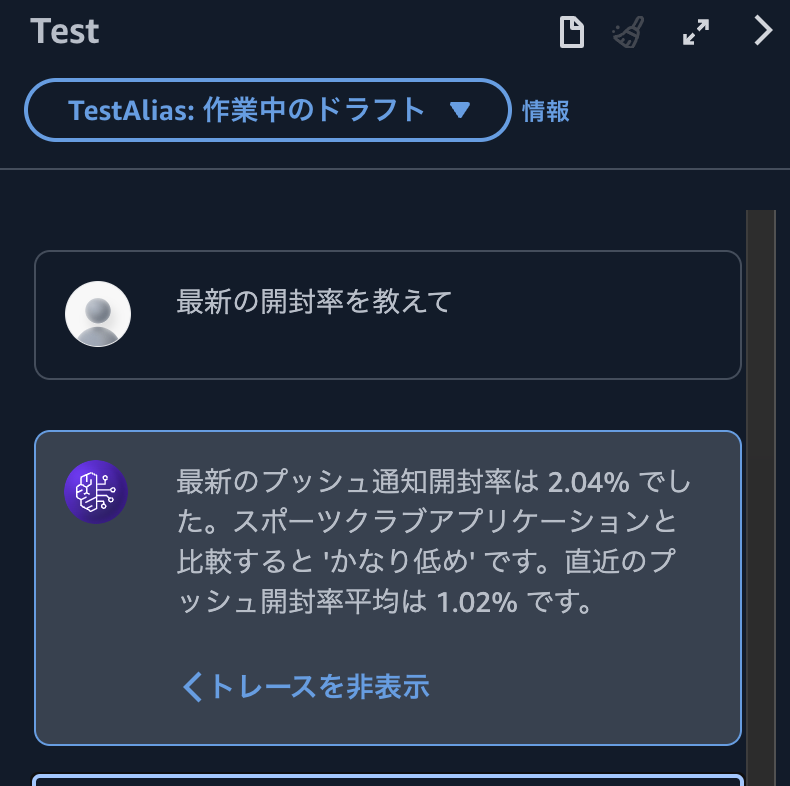 Test
TestAlias: 作業中のドラフト
情報
最新の開封率を教えて
最新のプッシュ通知開封率は 2.04% でし
た。スポーツクラブアプリケーションと
比較すると 'かなり低め' です。直近のプ
ッシュ開封率平均は 1.02% です。
トレースを非表示